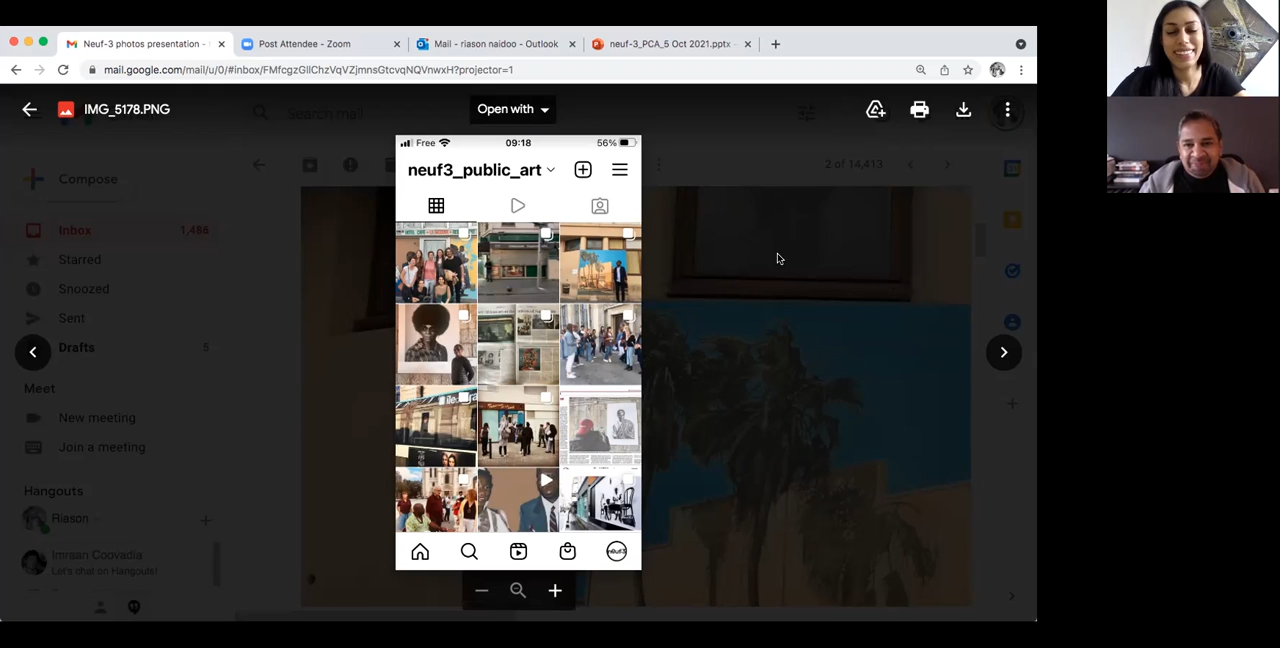 Neuf-3 photos presentation -
Post Attendee - Zoom
Mail - riason naidoo - Outlook
neuf-3_PCA_5 Oct 2021.pptx -
mail.google.com/mail/u/0/#inbox/FMfcgzGllChzVqVZjmnsGtcvqNQVnwxH?projector=1
IMG_5178.PNG
Search mail
Open with
Free
09:18
56%
neuf3_public_art
2 of 14,413
Compose
Inbox
1,486
Starred
Snoozed
Sent
Drafts
5
Meet
New meeting
Join a meeting
Hangouts
Riason
Imraan Coovadia
Let's chat on Hangouts!
neuf3